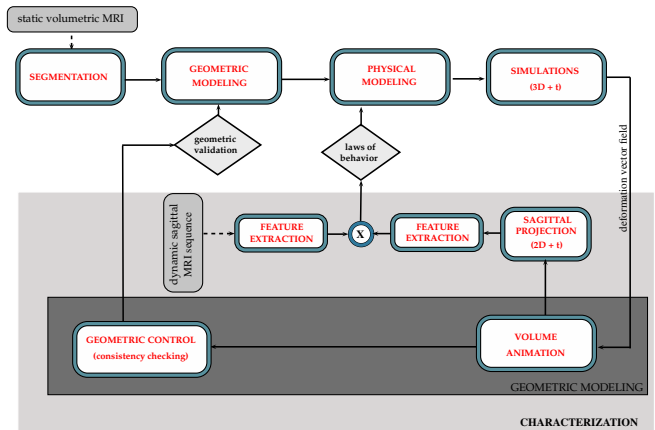 static volumetric MRI
SEGMENTATION
GEOMETRIC
MODELING
PHYSICAL
MODELING
SIMULATIONS
(3D + t)
geometric
validation
laws of
behavior
deformation vector field
dynamic sagittal
MRI sequence
FEATURE
EXTRACTION
X
FEATURE
EXTRACTION
SAGITTAL
PROJECTION
(2D + t)
GEOMETRIC CONTROL
(consistency checking)
VOLUME
ANIMATION
GEOMETRIC MODELING
CHARACTERIZATION